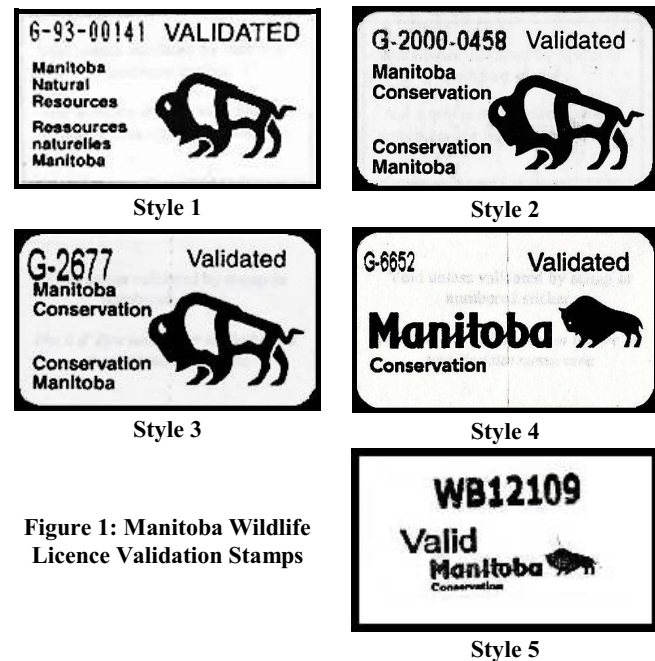 6-93-00141 VALIDATED
Manitoba
Natural
Resources
Ressources
naturelles
Manitoba
Style 1
G-2000-0458 Validated
Manitoba
Conservation
Conservation
Manitoba
Style 2
G-2677 Validated
Manitoba
Conservation
Conservation
Manitoba
Style 3
G-6652 Validated
Manitoba
Conservation
Style 4
Figure 1: Manitoba Wildlife
Licence Validation Stamps
WB12109
Valid
Manitoba
Conservation
Style 5